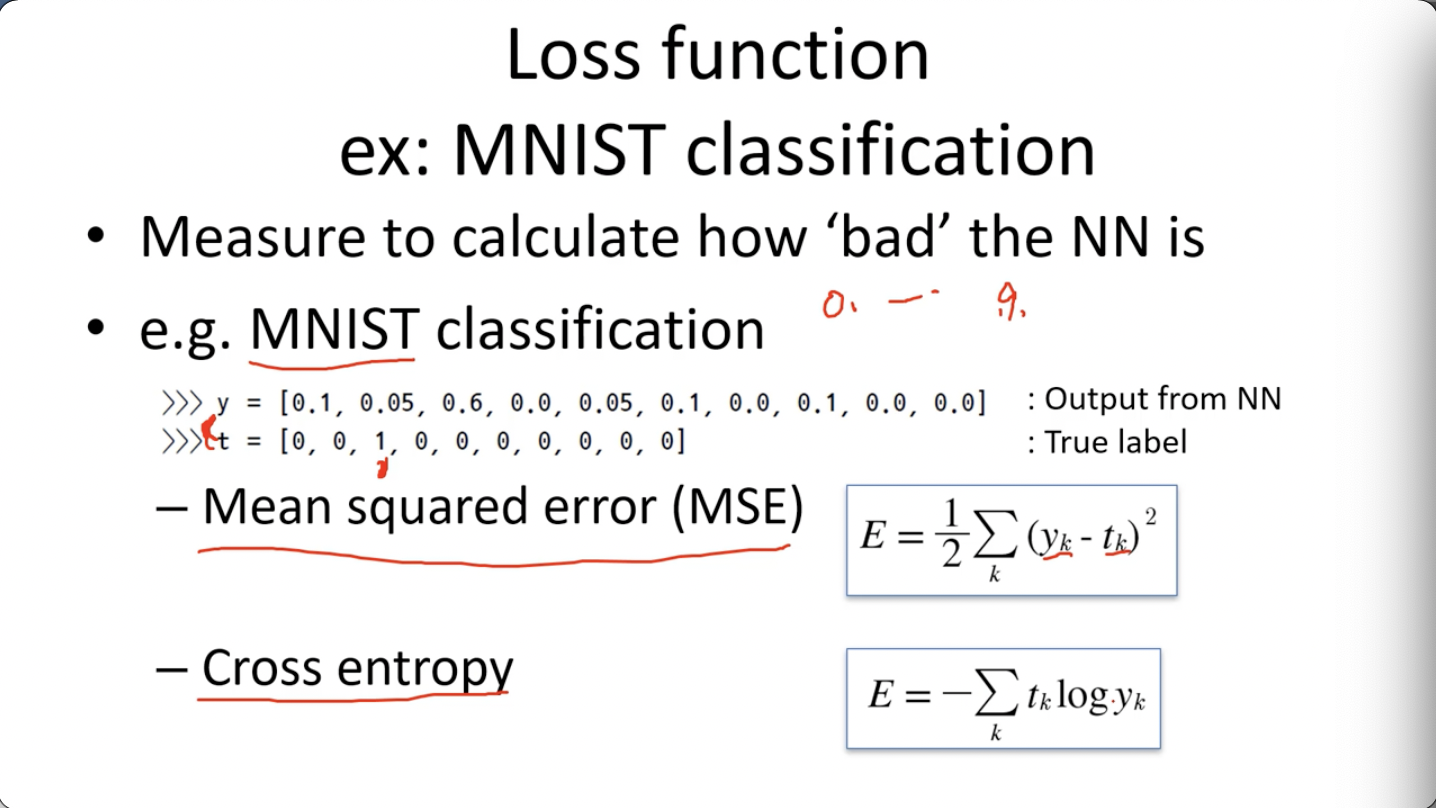 Loss function
ex: MNIST classification
• Measure to calculate how ‘bad’ the NN is
0. — - 9.
• e.g. MNIST classification
>>> y = [0.1, 0.05, 0.6, 0.0, 0.05, 0.1, 0.0, 0.1, 0.0, 0.0] : Output from NN
>>> t = [0, 0, 1, 0, 0, 0, 0, 0, 0, 0] : True label
– Mean squared error (MSE)
E = 1/2 ∑_k (y_k - t_k)^2
– Cross entropy
E = −∑_k t_k log y_k